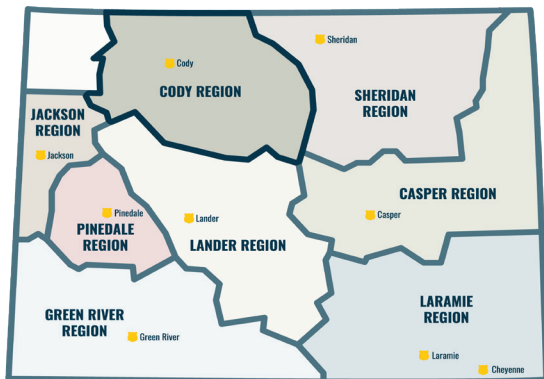 Sheridan
Cody
CODY REGION
SHERIDAN
REGION
JACKSON
REGION
Jackson
CASPER REGION
Pinedale
Lander
Casper
PINEDALE
REGION
LANDER REGION
LARAMIE
REGION
GREEN RIVER
REGION
Green River
Laramie
Cheyenne